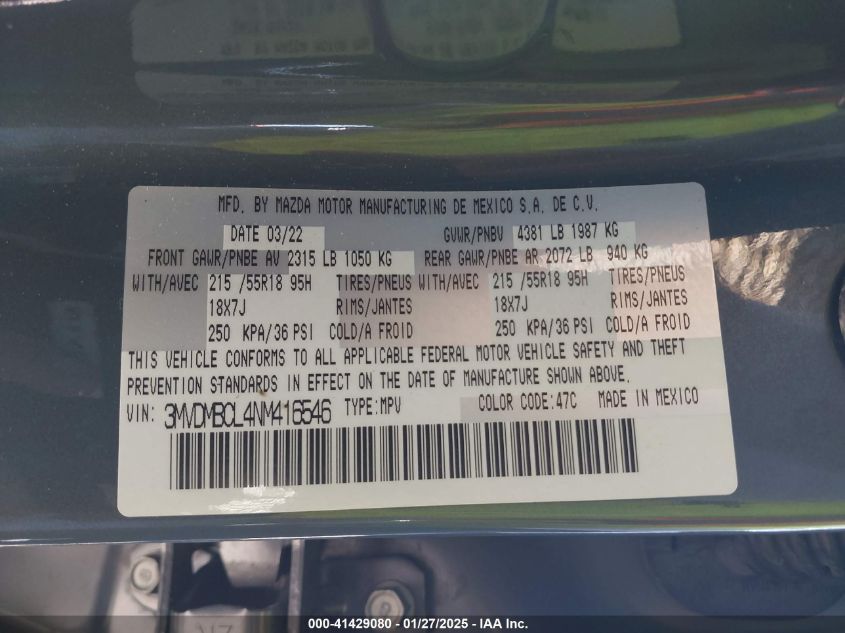 MFD. BY MAZDA MOTOR MANUFACTURING DE MEXICO S.A. DE C.V.
DATE 03/22 GVWR/PNBV 4381 LB 1987 KG
FRONT GAWR/PNBE AV 2315 LB 1050 KG REAR GAWR/PNBE AR 2072 LB 940 KG
WITH/AVEC 215 /55R18 95H TIRES/PNEUS WITH/AVEC 215 /55R18 95H TIRES/PNEUS
18X7J RIMS/JANTES 18X7J RIMS/JANTES
250 KPA/36 PSI COLD/A FROID 250 KPA/36 PSI COLD/A FROID
THIS VEHICLE CONFORMS TO ALL APPLICABLE FEDERAL MOTOR VEHICLE SAFETY AND THEFT
PREVENTION STANDARDS IN EFFECT ON THE DATE OF MANUFACTURE SHOWN ABOVE.
VIN: 3MVDMBCL4NM416546 TYPE:MPV COLOR CODE:47C MADE IN MEXICO
000-41429080 - 01/27/2025 - IAA Inc.